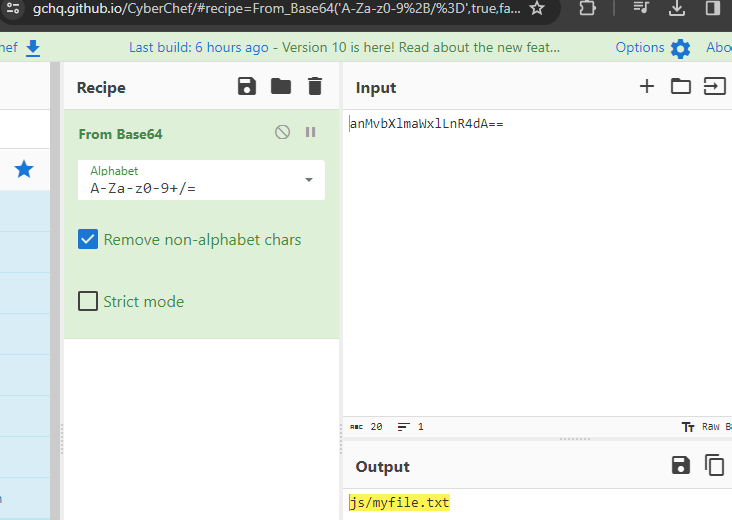 gchq.github.io/CyberChef/#recipe=From_Base64('A-Za-z0-9%2B/%3D',true,fa...
Last build: 6 hours ago - Version 10 is here! Read about the new feat...
Options
Recipe
Input
From Base64
Alphabet
A-Za-z0-9+/=
Remove non-alphabet chars
Strict mode
anMvbXlmaWxlLnR4dA==
ABC 20 1
Tт Raw
Output
js/myfile.txt